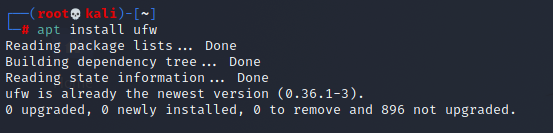 ┌──(root💀kali)-[~]
└─# apt install ufw
Reading package lists... Done
Building dependency tree... Done
Reading state information... Done
ufw is already the newest version (0.36.1-3).
0 upgraded, 0 newly installed, 0 to remove and 896 not upgraded.